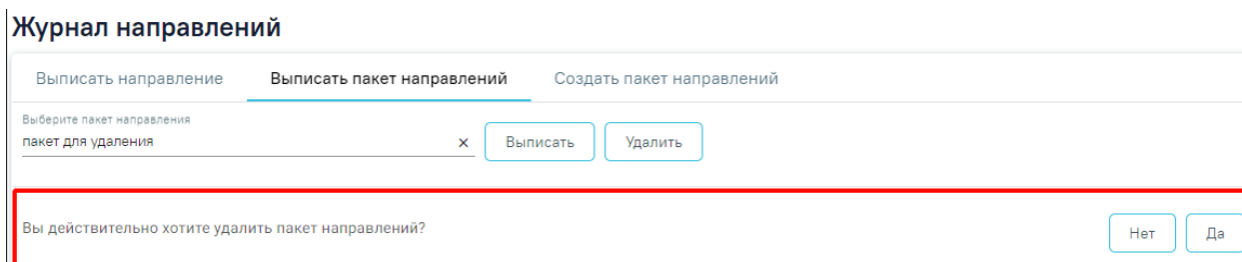 Журнал направлений
Выписать направление Выписать пакет направлений Создать пакет направлений
Выберите пакет направления
пакет для удаления × Выписать Удалить
Вы действительно хотите удалить пакет направлений? Нет Да